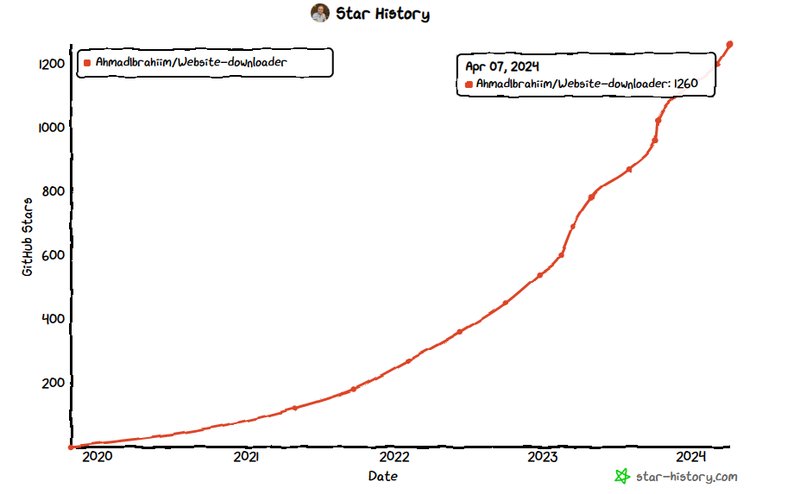 Star History
AhmadIbrahiim/Website-downloader
Apr 07, 2024
AhmadIbrahiim/Website-downloader: 1260
1200
1000
800
600
400
200
GitHub Stars
2020 2021 2022 2023 2024
Date
star-history.com